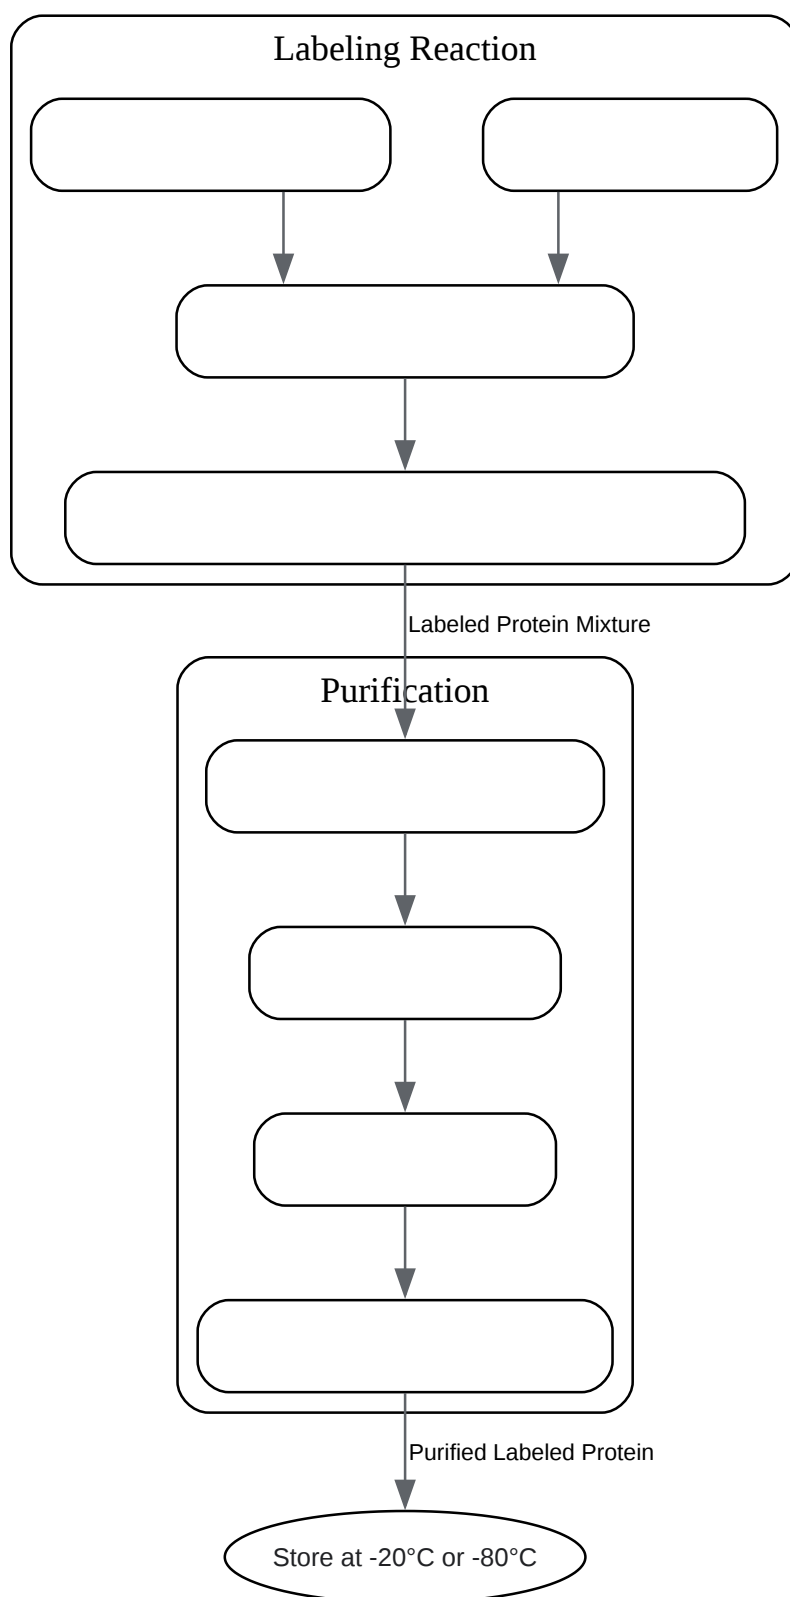 Labeling Reaction
Labeled Protein Mixture
Purification
Purified Labeled Protein
Store at -20°C or -80°C